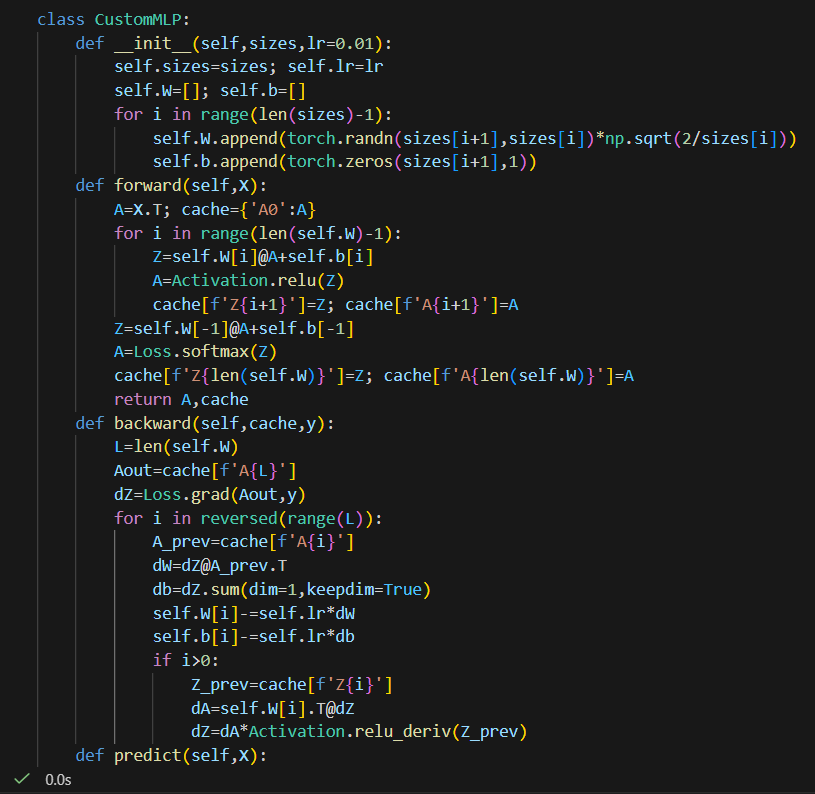 class CustomMLP:
    def __init__(self,sizes,lr=0.01):
        self.sizes=sizes; self.lr=lr
        self.W=[]; self.b=[]
        for i in range(len(sizes)-1):
            self.W.append(torch.randn(sizes[i+1],sizes[i])*np.sqrt(2/sizes[i]))
            self.b.append(torch.zeros(sizes[i+1],1))
    def forward(self,X):
        A=X.T; cache={'A0':A}
        for i in range(len(self.W)-1):
            Z=self.W[i]@A+self.b[i]
            A=Activation.relu(Z)
            cache[f'Z{i+1}']=Z; cache[f'A{i+1}']=A
        Z=self.W[-1]@A+self.b[-1]
        A=Loss.softmax(Z)
        cache[f'Z{len(self.W)}']=Z; cache[f'A{len(self.W)}']=A
        return A,cache
    def backward(self,cache,y):
        L=len(self.W)
        Aout=cache[f'A{L}']
        dZ=Loss.grad(Aout,y)
        for i in reversed(range(L)):
            A_prev=cache[f'A{i}']
            dW=dZ@A_prev.T
            db=dZ.sum(dim=1,keepdim=True)
            self.W[i]-=self.lr*dW
            self.b[i]-=self.lr*db
            if i>0:
                Z_prev=cache[f'Z{i}']
                dA=self.W[i].T@dZ
                dZ=dA*Activation.relu_deriv(Z_prev)
    def predict(self,X):
0.0s